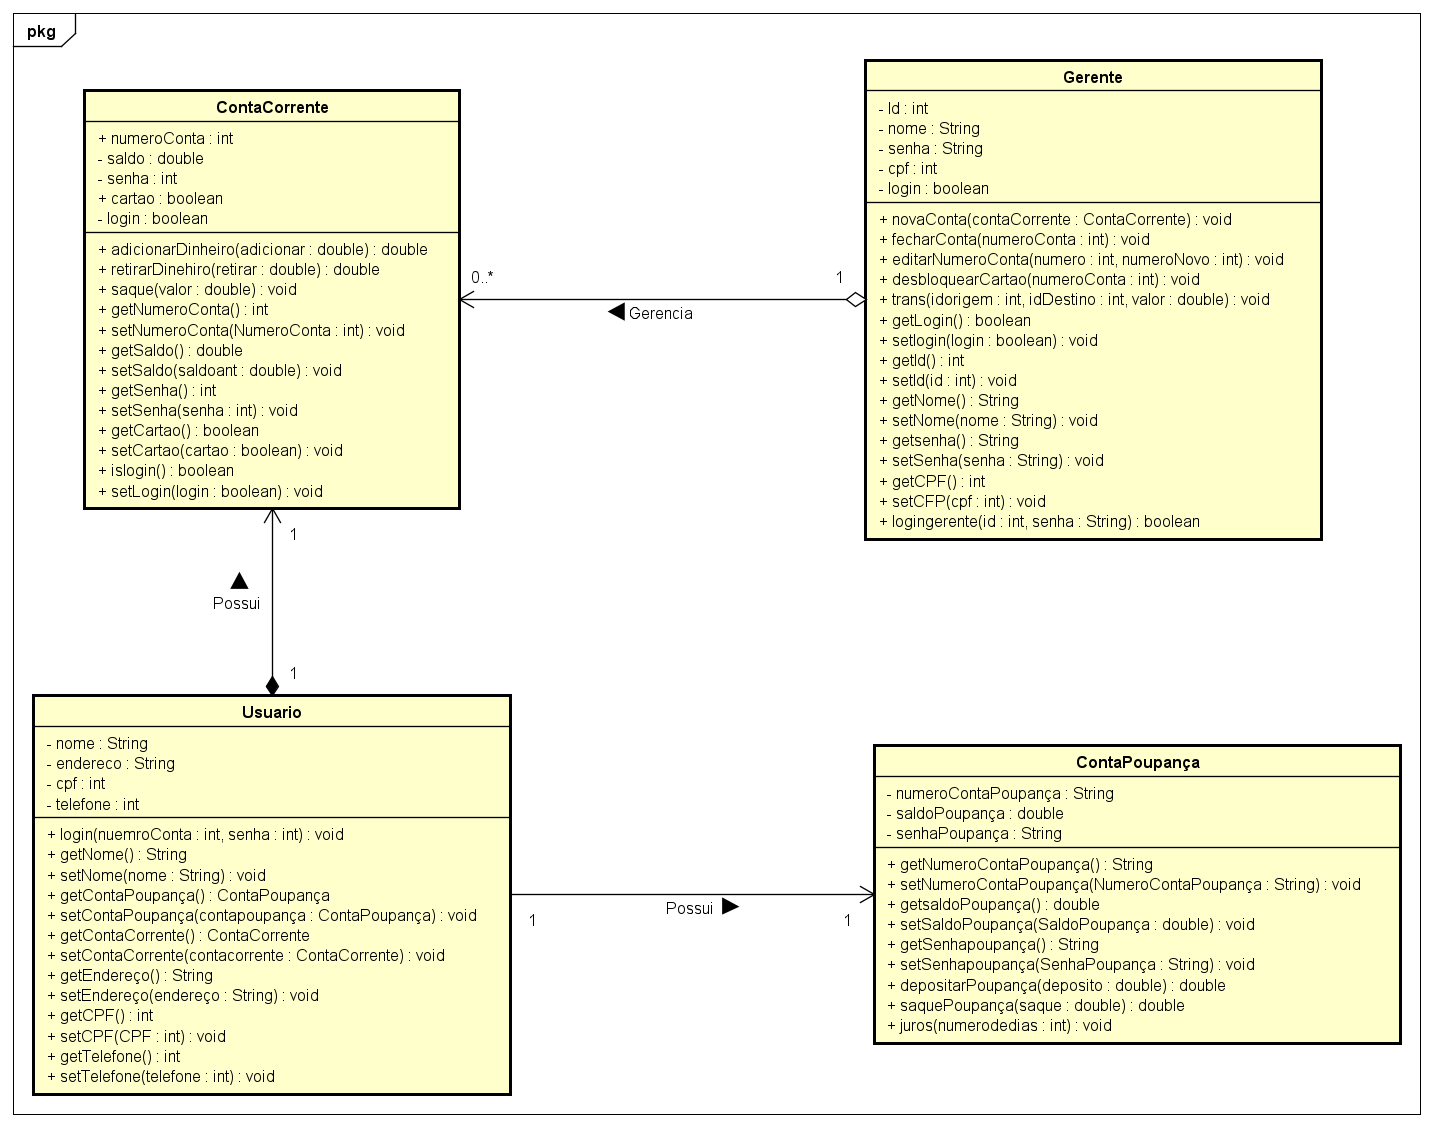 pkg
ContaCorrente
+ numeroConta : int
- saldo : double
- senha : int
+ cartao : boolean
- login : boolean
+ adicionarDinheiro(adicionar : double) : double
+ retirarDinehiro(retirar : double) : double
+ saque(valor : double) : void
+ getNumeroConta() : int
+ setNumeroConta(NumeroConta : int) : void
+ getSaldo() : double
+ setSaldo(saldoant : double) : void
+ getSenha() : int
+ setSenha(senha : int) : void
+ getCartao() : boolean
+ setCartao(cartao : boolean) : void
+ islogin() : boolean
+ setLogin(login : boolean) : void
Gerente
- Id : int
- nome : String
- senha : String
- cpf : int
- login : boolean
+ novaConta(contaCorrente : ContaCorrente) : void
+ fecharConta(numeroConta : int) : void
+ editarNumeroConta(numero : int, numeroNovo : int) : void
+ desbloquearCartao(numeroConta : int) : void
+ trans(idorigem : int, idDestino : int, valor : double) : void
+ getLogin() : boolean
+ setlogin(login : boolean) : void
+ getId() : int
+ setId(id : int) : void
+ getNome() : String
+ setNome(nome : String) : void
+ getsenha() : String
+ setSenha(senha : String) : void
+ getCPF() : int
+ setCFP(cpf : int) : void
+ logingerente(id : int, senha : String) : boolean
0..*
1
Gerencia
1
Possui
1
Usuario
- nome : String
- endereco : String
- cpf : int
- telefone : int
+ login(nuemroConta : int, senha : int) : void
+ getNome() : String
+ setNome(nome : String) : void
+ getContaPoupança() : ContaPoupança
+ setContaPoupança(contapoupança : ContaPoupança) : void
+ getContaCorrente() : ContaCorrente
+ setContaCorrente(contacorrente : ContaCorrente) : void
+ getEndereço() : String
+ setEndereço(endereço : String) : void
+ getCPF() : int
+ setCPF(CPF : int) : void
+ getTelefone() : int
+ setTelefone(telefone : int) : void
1
Possui
1
ContaPoupança
- numeroContaPoupança : String
- saldoPoupança : double
- senhaPoupança : String
+ getNumeroContaPoupança() : String
+ setNumeroContaPoupança(NumeroContaPoupança : String) : void
+ getsaldoPoupança() : double
+ setSaldoPoupança(SaldoPoupança : double) : void
+ getSenhapoupança() : String
+ setSenhapoupança(SenhaPoupança : String) : void
+ depositarPoupança(deposito : double) : double
+ saquePoupança(saque : double) : double
+ juros(numerodedias : int) : void